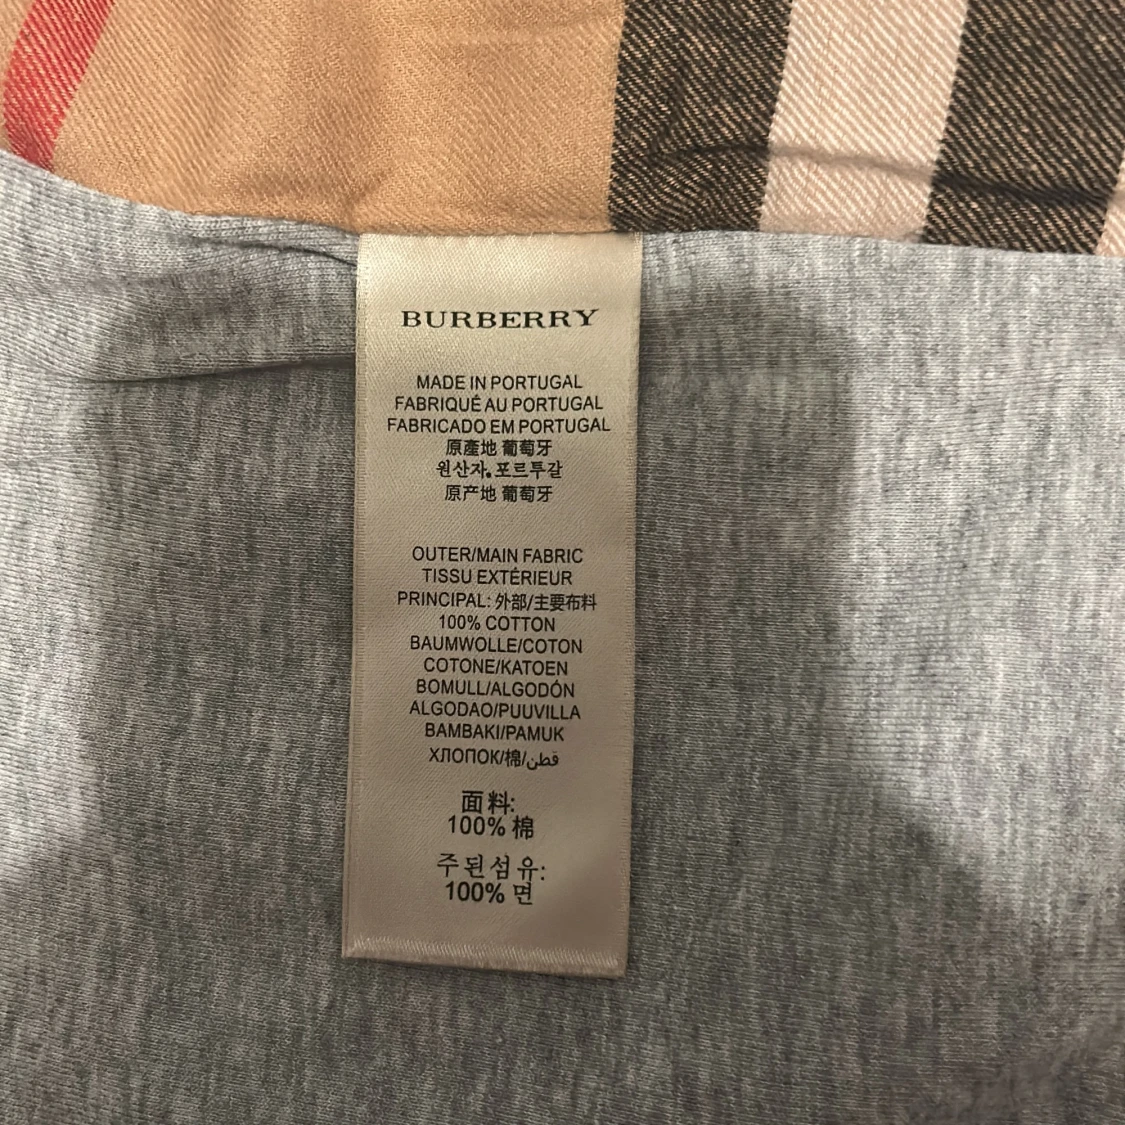 BURBERRY
MADE IN PORTUGAL
FABRIQUÉ AU PORTUGAL
FABRICADO EM PORTUGAL
原產地 葡萄牙
원산자. 포르투갈
原产地 葡萄牙
OUTER/MAIN FABRIC
TISSU EXTÉRIEUR
PRINCIPAL: 外部/主要布料
100% COTTON
BAUMWOLLE/COTON
COTONE/KATOEN
BOMULL/ALGODÓN
ALGODAO/PUUVILLA
BAMBAKI/PAMUK
ХЛОПОК/棉/قطن
面料:
100% 棉
주된섬유:
100% 면